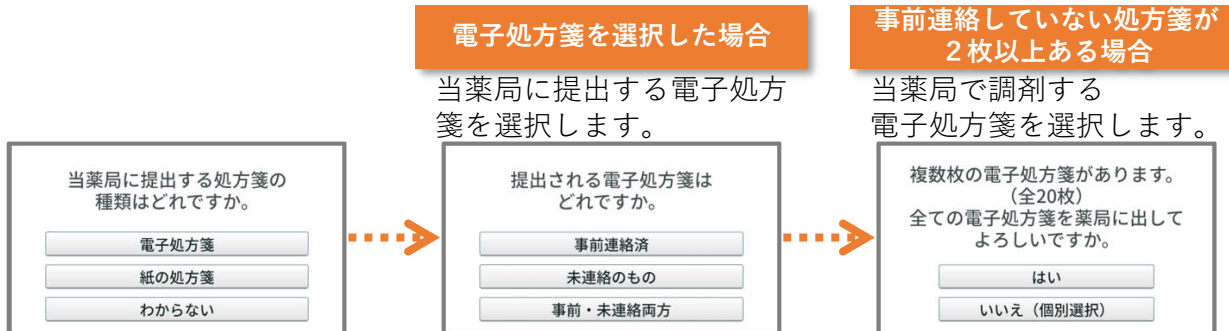 電子処方箋を選択した場合
事前連絡していない処方箋が
２枚以上ある場合
当薬局に提出する電子処方
箋を選択します。
当薬局で調剤する
電子処方箋を選択します。
当薬局に提出する処方箋の
種類はどれですか。
電子処方箋
紙の処方箋
わからない
提出される電子処方箋は
どれですか。
事前連絡済
未連絡のもの
事前・未連絡両方
複数枚の電子処方箋があります。
(全20枚)
全ての電子処方箋を薬局に出して
よろしいですか。
はい
いいえ（個別選択）